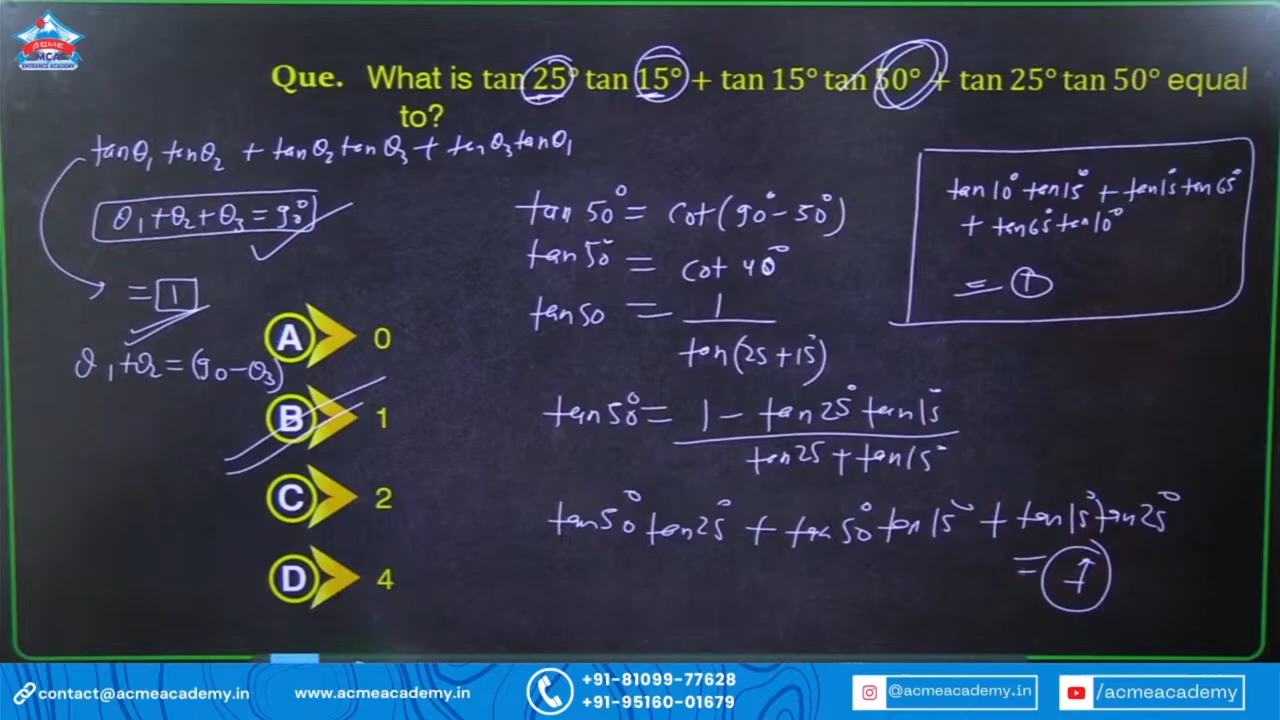 ACME
MCA
ENTRANCE ACADEMY
Que. What is tan 25° tan 15° + tan 15° tan 50° + tan 25° tan 50° equal
to?
tanθ₁ tanθ₂ + tanθ₂ tanθ₃ + tanθ₃ tanθ₁
θ₁ + θ₂ + θ₃ = 90°
= 1
θ₁ + θ₂ = (90 - θ₃)
A 0
B 1
C 2
D 4
tan 50° = cot (90° - 50°)
tan 50° = cot 40°
tan 50 = 1
tan (25 + 15°)
tan 50° = 1 - tan 25° tan 15°
tan 25 + tan 15°
tan 50° tan 25° + tan 50° tan 15° + tan 15° tan 25°
= 1
tan 10° tan 15° + tan 15° tan 65°
+ tan 65° tan 10°
= 1
contact@acmeacademy.in
www.acmeacademy.in
+91-81099-77628
+91-95160-01679
@acmeacademy.in
/acmeacademy